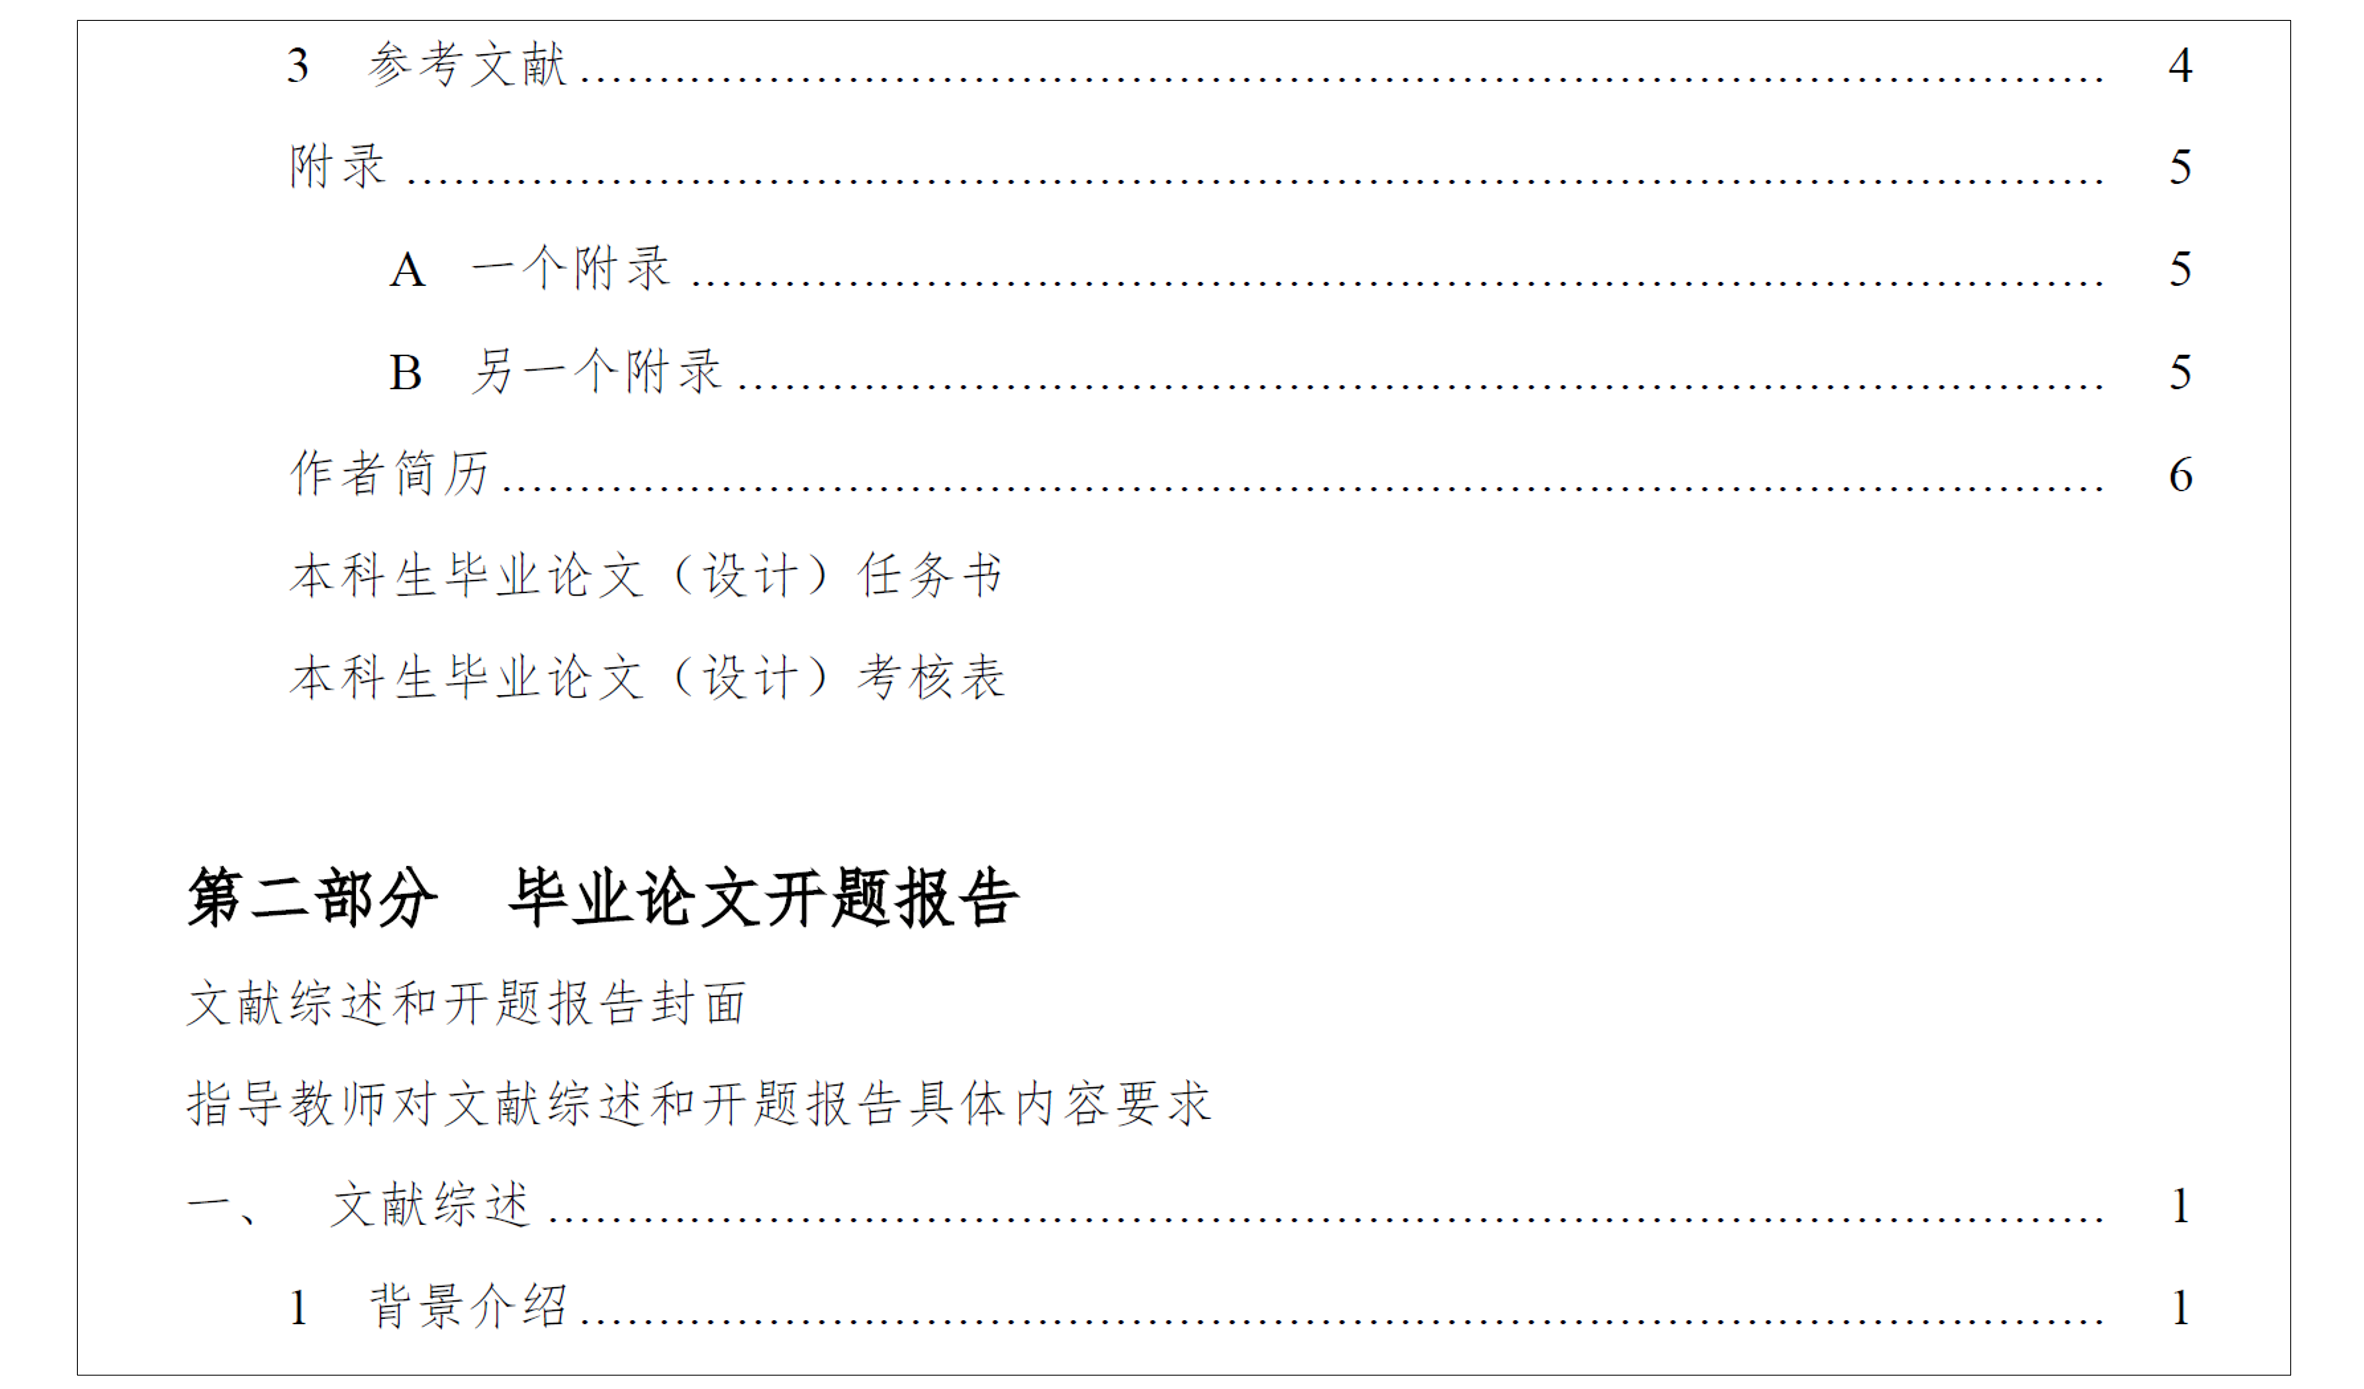 3 参考文献 ........................................ 4
附录 ........................................ 5
A 一个附录 ........................................ 5
B 另一个附录 ........................................ 5
作者简历 ........................................ 6
本科生毕业论文（设计）任务书
本科生毕业论文（设计）考核表
第二部分 毕业论文开题报告
文献综述和开题报告封面
指导教师对文献综述和开题报告具体内容要求
一、 文献综述 ........................................ 1
1 背景介绍 ........................................ 1